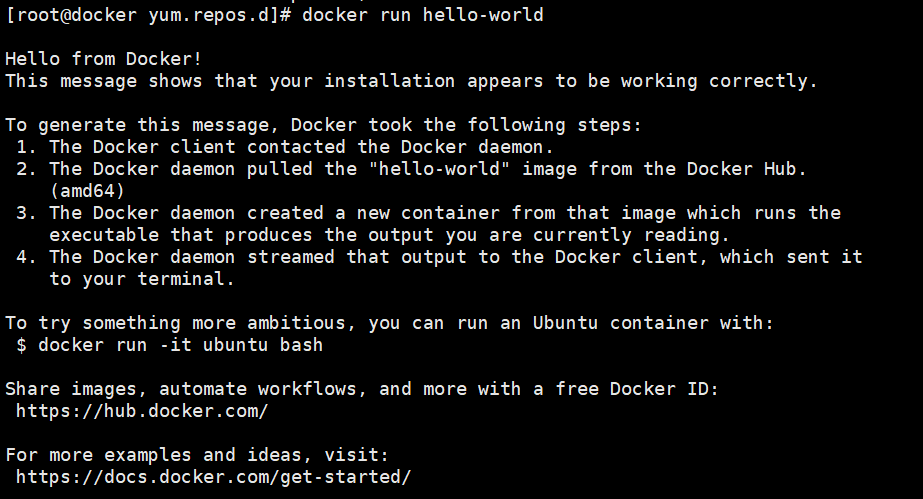 [root@docker yum.repos.d]# docker run hello-world
Hello from Docker!
This message shows that your installation appears to be working correctly.
To generate this message, Docker took the following steps:
1. The Docker client contacted the Docker daemon.
2. The Docker daemon pulled the "hello-world" image from the Docker Hub.
(amd64)
3. The Docker daemon created a new container from that image which runs the
executable that produces the output you are currently reading.
4. The Docker daemon streamed that output to the Docker client, which sent it
to your terminal.
To try something more ambitious, you can run an Ubuntu container with:
$ docker run -it ubuntu bash
Share images, automate workflows, and more with a free Docker ID:
https://hub.docker.com/
For more examples and ideas, visit:
https://docs.docker.com/get-started/